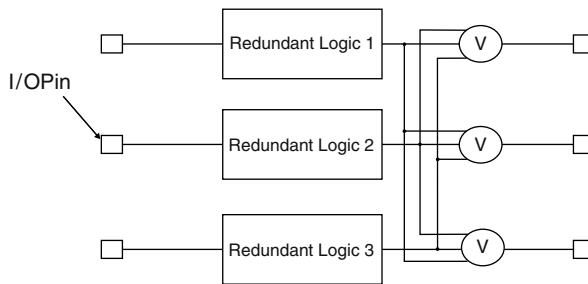 Redundant Logic 1
V
I/OPin
Redundant Logic 2
V
Redundant Logic 3
V